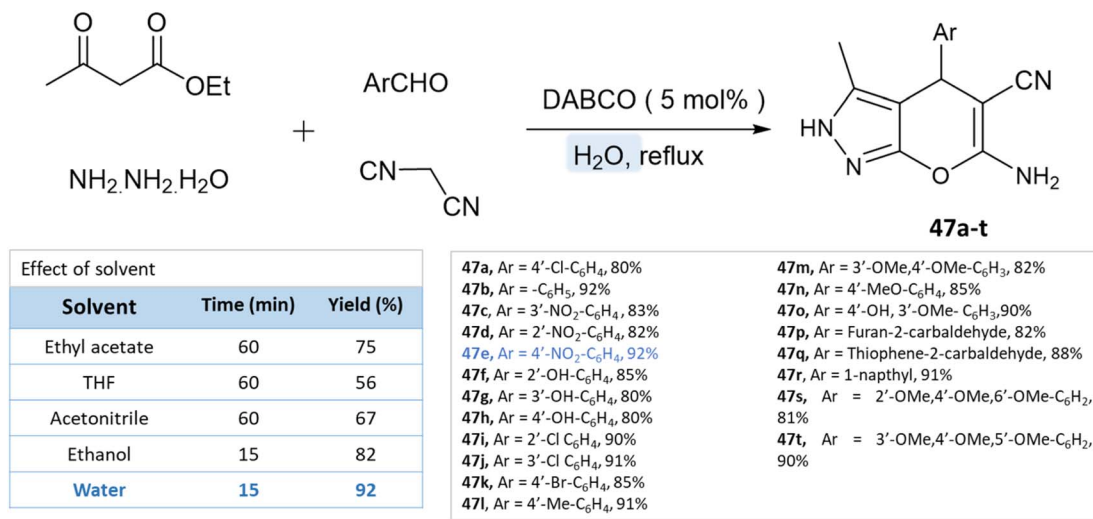 O
O
OEt
NH₂.NH₂.H₂O
+
ArCHO
CN
CN
DABCO ( 5 mol% )
H₂O, reflux
Ar
CN
HN
N
O
NH₂
47a-t
Effect of solvent
Solvent Time (min) Yield (%)
Ethyl acetate 60 75
THF 60 56
Acetonitrile 60 67
Ethanol 15 82
Water 15 92
47a, Ar = 4′-Cl-C₆H₄, 80%
47b, Ar = -C₆H₅, 92%
47c, Ar = 3′-NO₂-C₆H₄, 83%
47d, Ar = 2′-NO₂-C₆H₄, 82%
47e, Ar = 4′-NO₂-C₆H₄, 92%
47f, Ar = 2′-OH-C₆H₄, 85%
47g, Ar = 3′-OH-C₆H₄, 80%
47h, Ar = 4′-OH-C₆H₄, 80%
47i, Ar = 2′-Cl C₆H₄, 90%
47j, Ar = 3′-Cl C₆H₄, 91%
47k, Ar = 4′-Br-C₆H₄, 85%
47l, Ar = 4′-Me-C₆H₄, 91%
47m, Ar = 3′-OMe,4′-OMe-C₆H₃, 82%
47n, Ar = 4′-MeO-C₆H₄, 85%
47o, Ar = 4′-OH, 3′-OMe- C₆H₃,90%
47p, Ar = Furan-2-carbaldehyde, 82%
47q, Ar = Thiophene-2-carbaldehyde, 88%
47r, Ar = 1-napthyl, 91%
47s, Ar = 2′-OMe,4′-OMe,6′-OMe-C₆H₂,
81%
47t, Ar = 3′-OMe,4′-OMe,5′-OMe-C₆H₂,
90%